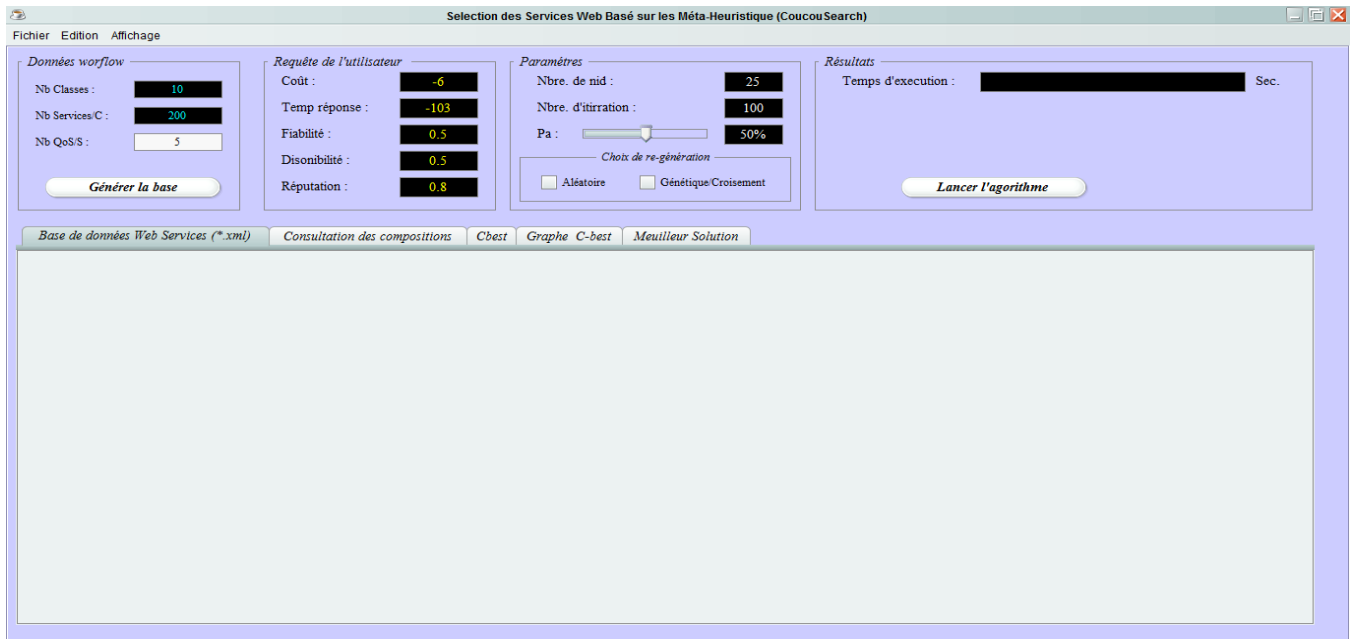 Selection des Services Web Basé sur les Méta-Heuristique (CoucouSearch)
Fichier Edition Affichage
Données worflow
Nb Classes : 10
Nb Services/C : 200
Nb QoS/S : 5
Générer la base
Requête de l'utilisateur
Coût : -6
Temp réponse : -103
Fiabilité : 0.5
Disonibilité : 0.5
Réputation : 0.8
Paramétres
Nbre. de nid : 25
Nbre. d'itirration : 100
Pa : 50%
Choix de re-gènèration
Aléatoire Génétique/Croisement
Résultats
Temps d'execution : Sec.
Lancer l'agorithme
Base de données Web Services (*.xml) Consultation des compositions Cbest Graphe C-best Meuilleur Solution